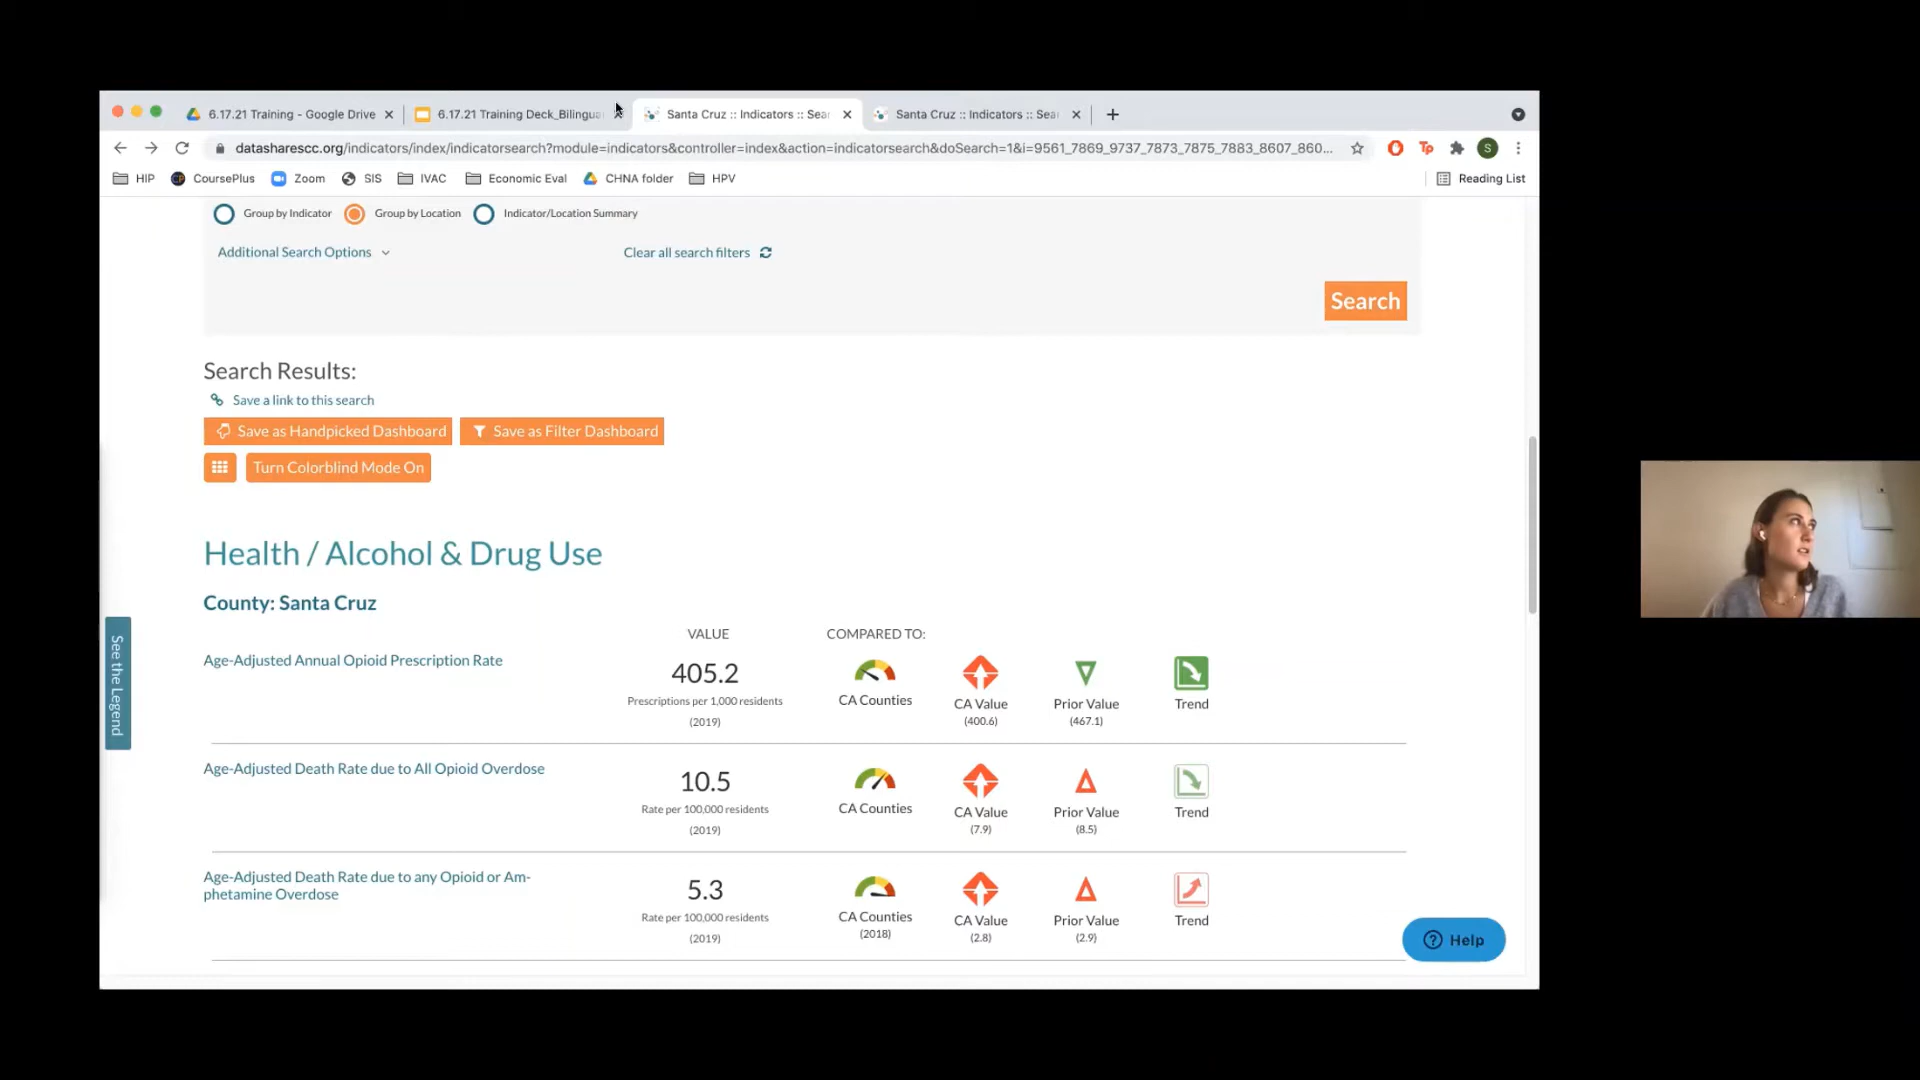 6.17.21 Training - Google Drive
6.17.21 Training Deck_Bilingua
Santa Cruz :: Indicators :: Sear
Santa Cruz :: Indicators :: Sea
datasharescc.org/indicators/index/indicatorsearch?module=indicators&controller=index&action=indicatorsearch&doSearch=1&i=9561_7869_9737_7873_7875_7883_8607_860...
Tp
S
HIP
CP
CoursePlus
Zoom
SIS
IVAC
Economic Eval
CHNA folder
HPV
Reading List
Group by Indicator
Group by Location
Indicator/Location Summary
Additional Search Options
Clear all search filters
Search
Search Results:
Save a link to this search
Save as Handpicked Dashboard
Save as Filter Dashboard
Turn Colorblind Mode On
Health / Alcohol & Drug Use
County: Santa Cruz
VALUE
COMPARED TO:
See the Legend
Age-Adjusted Annual Opioid Prescription Rate
405.2
Prescriptions per 1,000 residents
(2019)
CA Counties
CA Value
(400.6)
Prior Value
(467.1)
Trend
Age-Adjusted Death Rate due to All Opioid Overdose
10.5
Rate per 100,000 residents
(2019)
CA Counties
CA Value
(7.9)
Prior Value
(8.5)
Trend
Age-Adjusted Death Rate due to any Opioid or Am-
phetamine Overdose
5.3
Rate per 100,000 residents
(2019)
CA Counties
(2018)
CA Value
(2.8)
Prior Value
(2.9)
Trend
Help